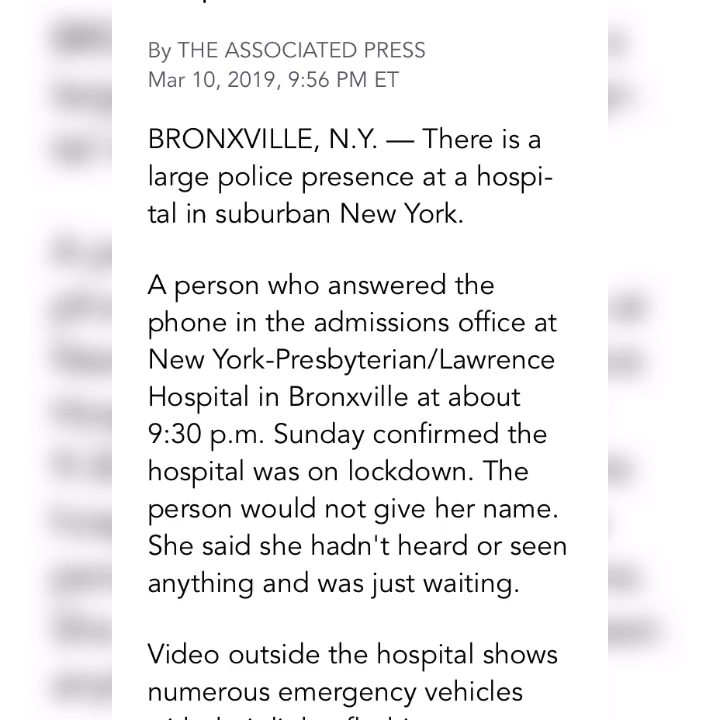 By THE ASSOCIATED PRESS
Mar 10, 2019, 9:56 PM ET
BRONXVILLE, N.Y. — There is a
large police presence at a hospi-
tal in suburban New York.
A person who answered the
phone in the admissions office at
New York-Presbyterian/Lawrence
Hospital in Bronxville at about
9:30 p.m. Sunday confirmed the
hospital was on lockdown. The
person would not give her name.
She said she hadn't heard or seen
anything and was just waiting.
Video outside the hospital shows
numerous emergency vehicles